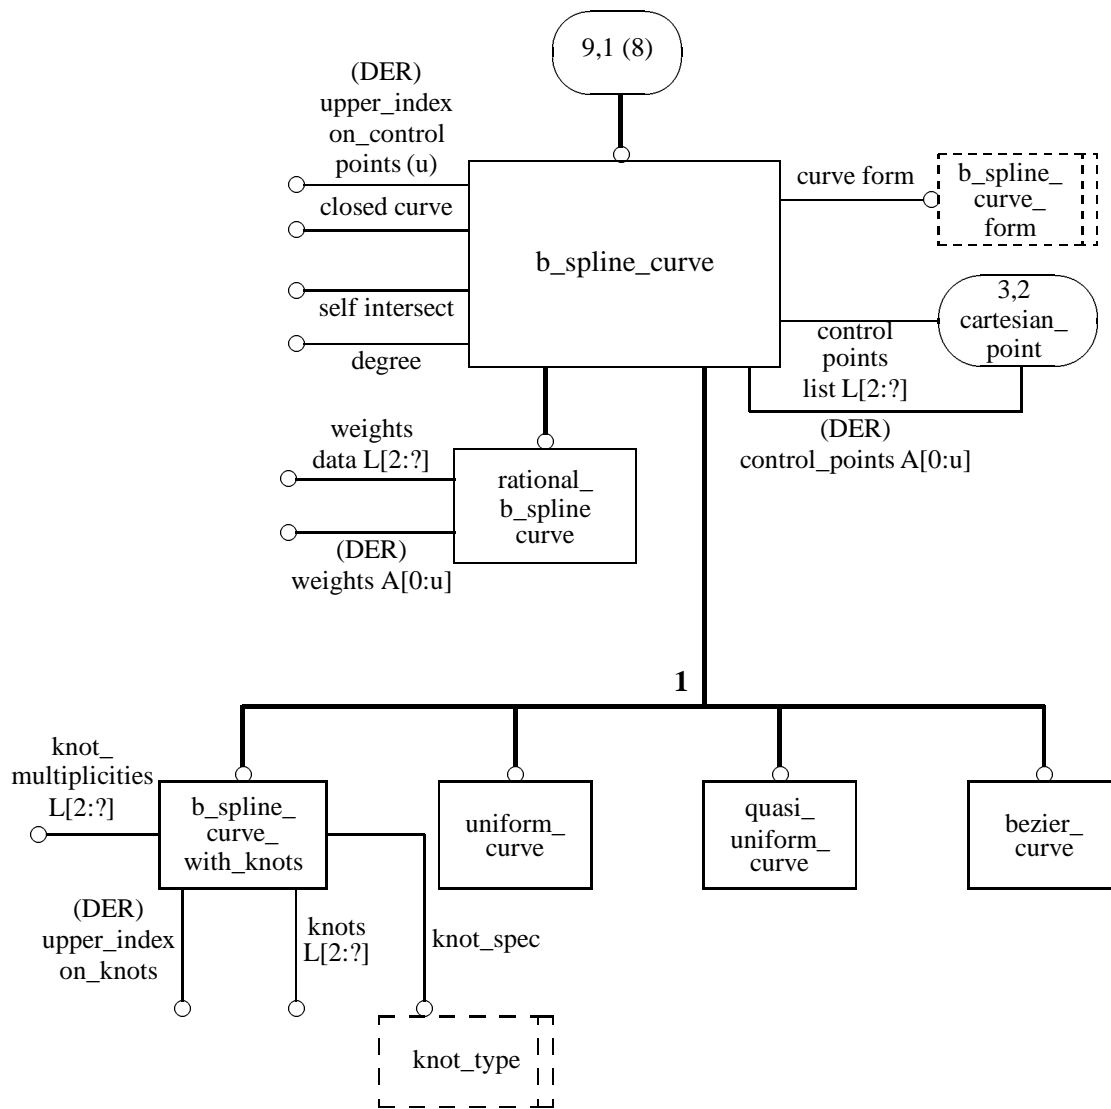 9,1 (8)
(DER)
upper_index
on_control
points (u)
closed curve
self intersect
degree
b_spline_curve
curve form
b_spline_
curve_
form
3,2
cartesian_
point
control
points
list L[2:?]
(DER)
control_points A[0:u]
weights
data L[2:?]
(DER)
weights A[0:u]
rational_
b_spline
curve
1
knot_
multiplicities
L[2:?]
b_spline_
curve_
with_knots
uniform_
curve
quasi_
uniform_
curve
bezier_
curve
(DER)
upper_index
on_knots
knots
L[2:?]
knot_spec
knot_type